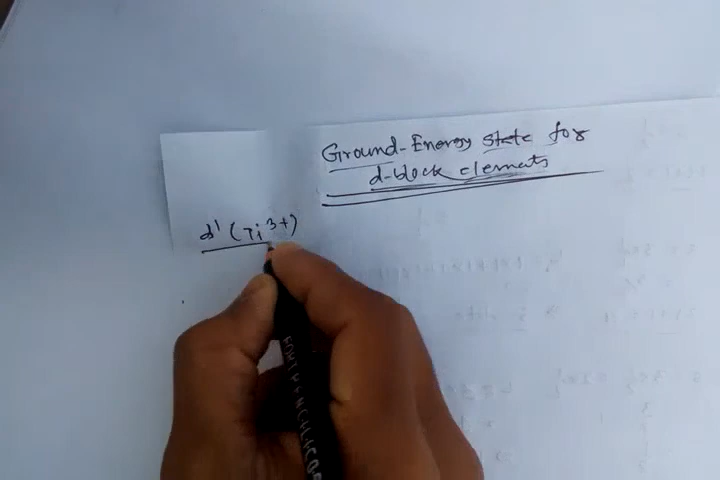 Ground-Energy state for
d-block elements
d¹ (Ti³⁺)